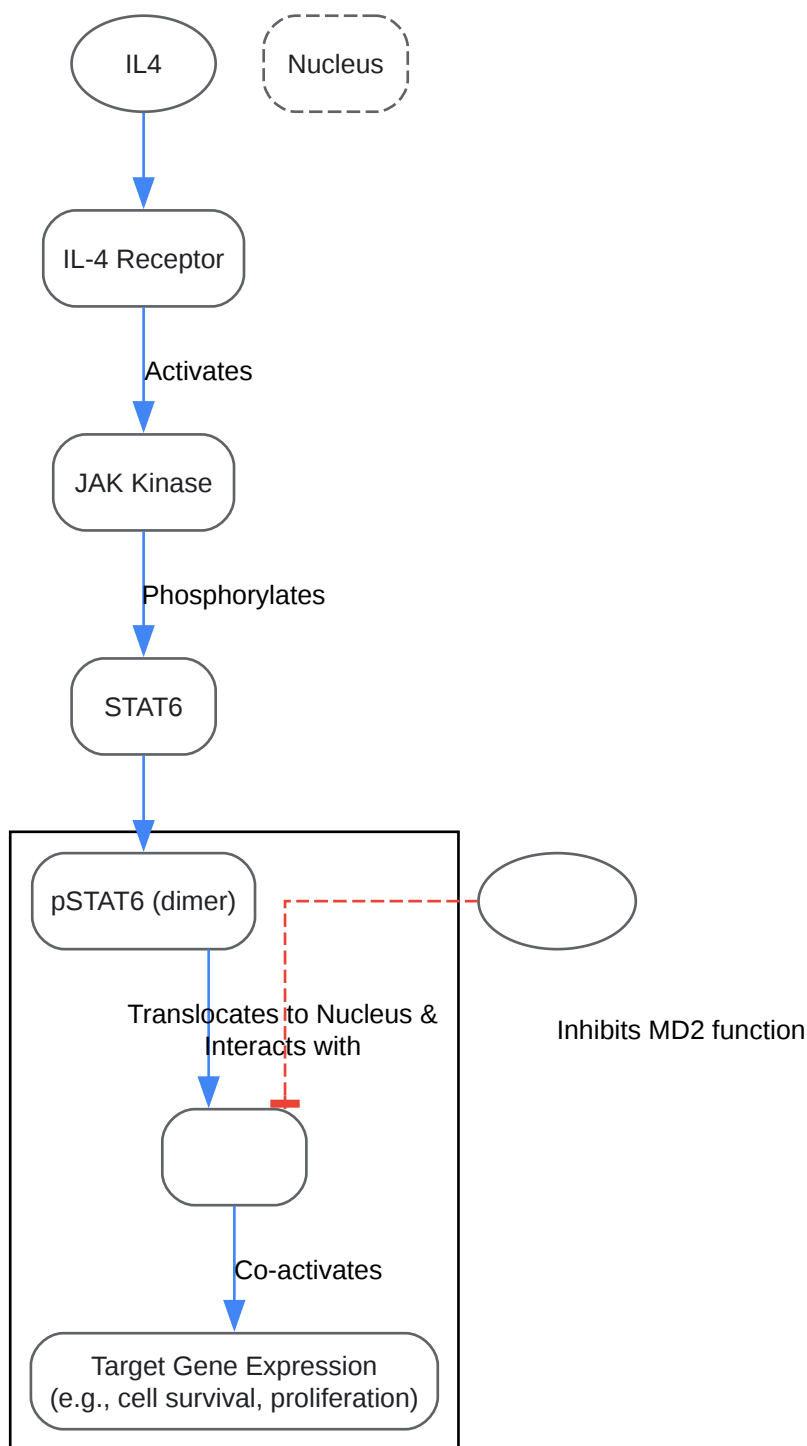 IL4
Nucleus
IL-4 Receptor
Activates
JAK Kinase
Phosphorylates
STAT6
pSTAT6 (dimer)
Translocates to Nucleus &
Interacts with
Inhibits MD2 function
Co-activates
Target Gene Expression
(e.g., cell survival, proliferation)